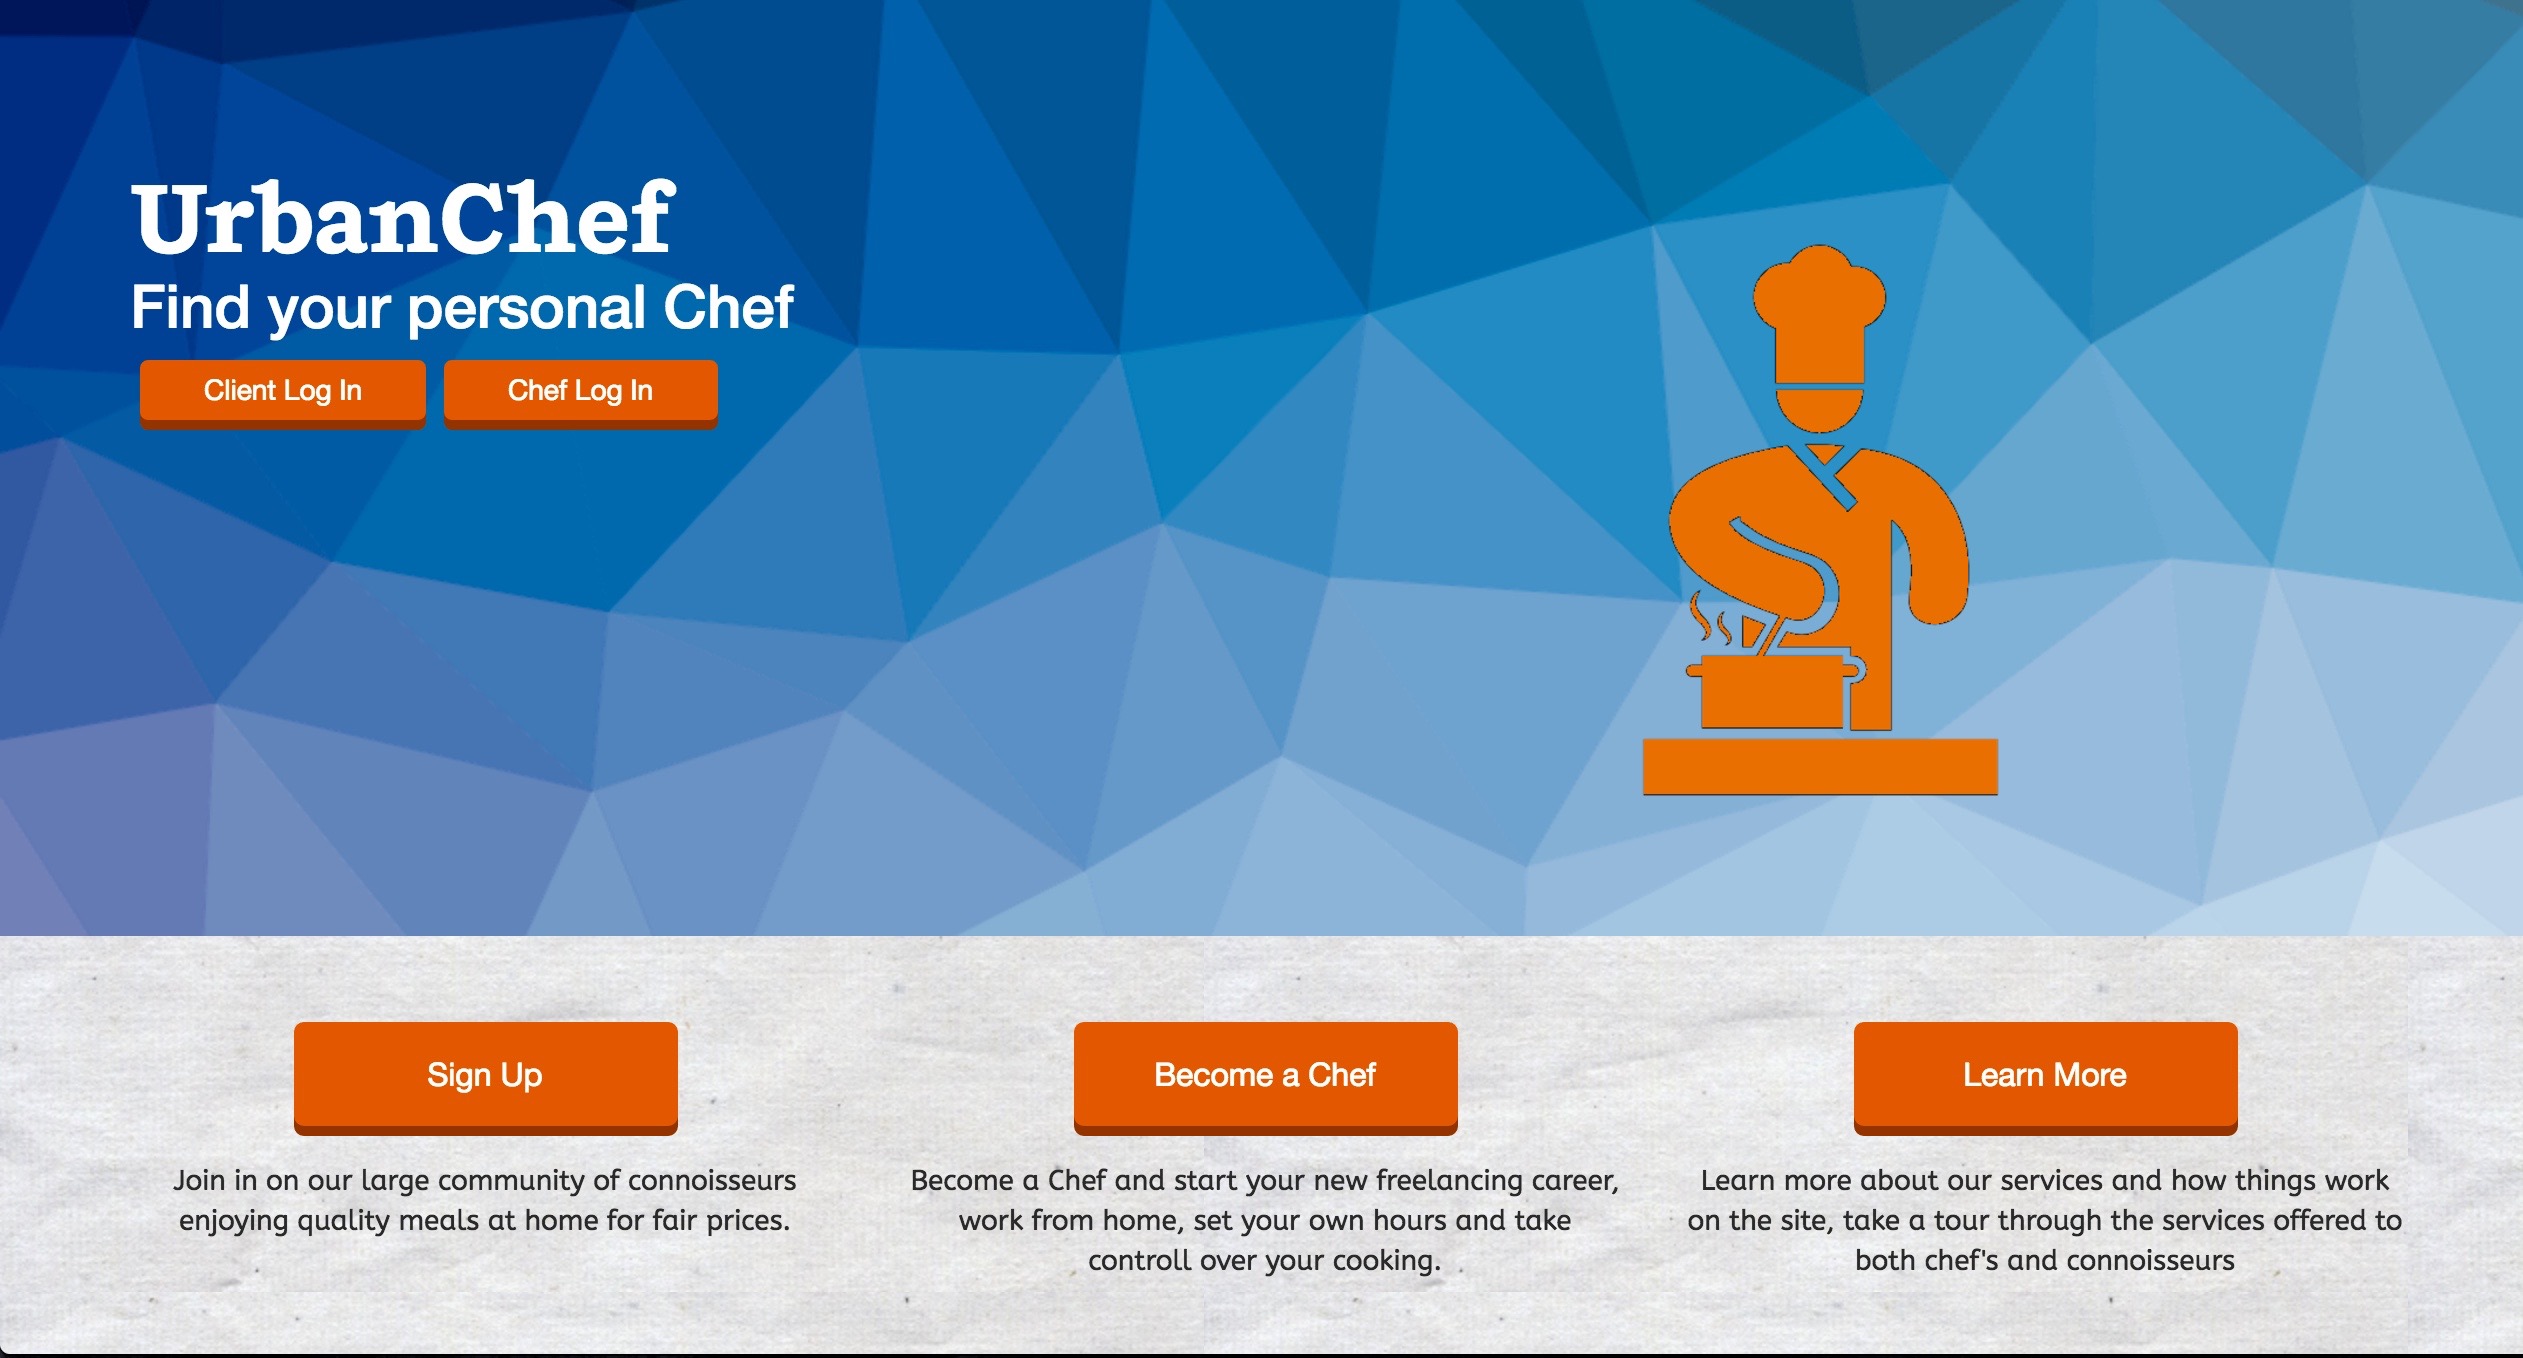 UrbanChef
Find your personal Chef
Client Log In
Chef Log In
Sign Up
Become a Chef
Learn More
Join in on our large community of connoisseurs
enjoying quality meals at home for fair prices.
Become a Chef and start your new freelancing career,
work from home, set your own hours and take
controll over your cooking.
Learn more about our services and how things work
on the site, take a tour through the services offered to
both chef's and connoisseurs